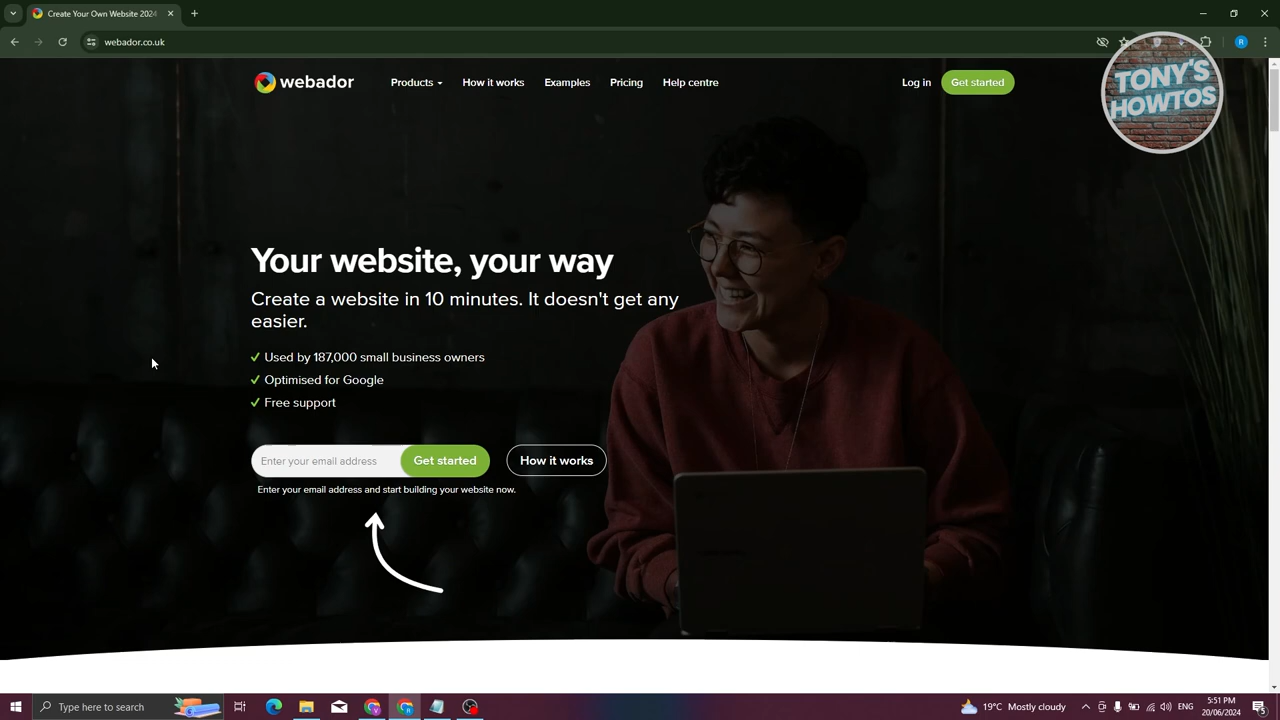 Create Your Own Website 2024
webador.co.uk
webador
Products
How it works
Examples
Pricing
Help centre
Log in
Get started
TONY'S
HOWTOS
Your website, your way
Create a website in 10 minutes. It doesn't get any
easier.
Used by 187,000 small business owners
Optimised for Google
Free support
Enter your email address
Get started
How it works
Enter your email address and start building your website now.
Type here to search
19°C Mostly cloudy
ENG
5:51 PM
20/06/2024